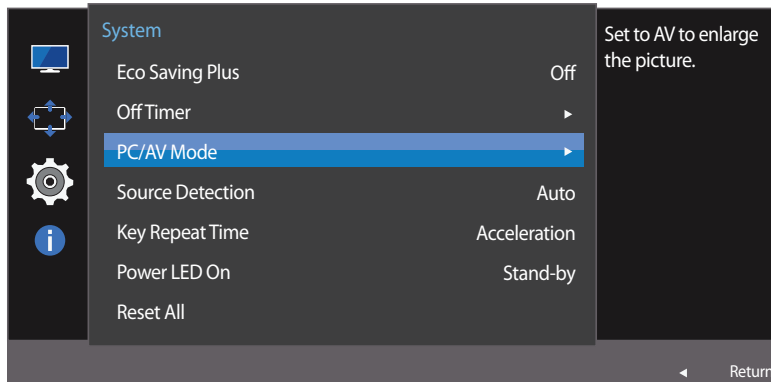 System
Eco Saving Plus Off
Off Timer ►
PC/AV Mode ►
Source Detection Auto
Key Repeat Time Acceleration
Power LED On Stand-by
Reset All
Set to AV to enlarge
the picture.
◄ Return